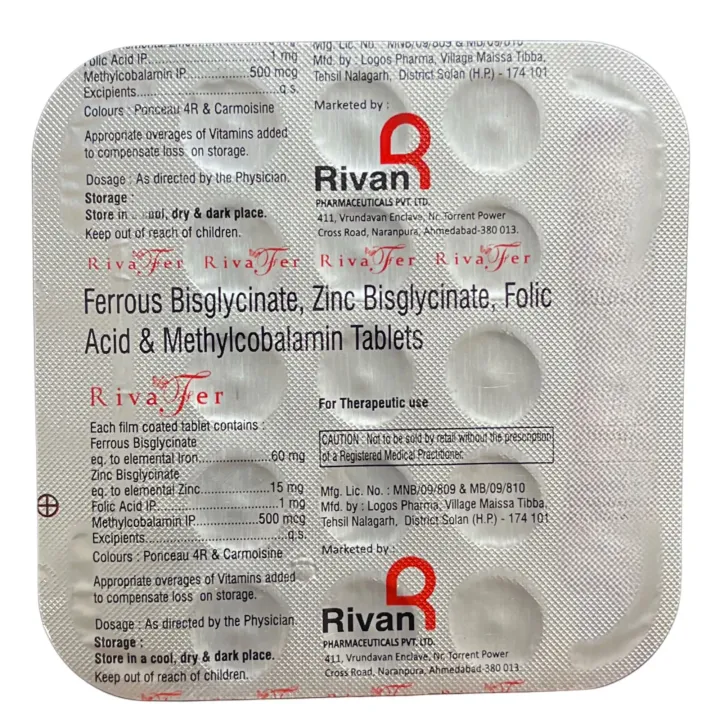 Folic Acid IP..................1 mg
Methylcobalamin IP.................500 mcg
Excipients.......................................q.s.
Colours : Ponceau 4R & Carmoisine
Appropriate overages of Vitamins added
to compensate loss on storage.
Dosage : As directed by the Physician.
Storage :
Store in a cool, dry & dark place.
Keep out of reach of children.
Mfg. Lic. No. MNB/09/809 & MB/09/810
Mfd. by : Logos Pharma, Village Maissa Tibba,
Tehsil Nalagarh, District Solan (H.P.) - 174 101
Marketed by :
Rivan
PHARMACEUTICALS PVT. LTD.
411, Vrundavan Enclave, Nr. Torrent Power
Cross Road, Naranpura, Ahmedabad-380 013.
RivaFer RivaFer RivaFer RivaFer
Ferrous Bisglycinate, Zinc Bisglycinate, Folic
Acid & Methylcobalamin Tablets
RivaFer
Each film coated tablet contains :
Ferrous Bisglycinate
eq. to elemental Iron....................60 mg
Zinc Bisglycinate
eq. to elemental Zinc...................15 mg
Folic Acid IP...................................1 mg
Methylcobalamin IP.................500 mcg
Excipients.......................................q.s.
Colours : Ponceau 4R & Carmoisine
Appropriate overages of Vitamins added
to compensate loss on storage.
Dosage : As directed by the Physician.
Storage :
Store in a cool, dry & dark place.
Keep out of reach of children.
For Therapeutic use
CAUTION : Not to be sold by retail without the prescription
of a Registered Medical Practitioner.
Mfg. Lic. No. : MNB/09/809 & MB/09/810
Mfd. by : Logos Pharma, Village Maissa Tibba,
Tehsil Nalagarh, District Solan (H.P.) - 174 101
Marketed by :
Rivan
PHARMACEUTICALS PVT. LTD.
411, Vrundavan Enclave, Nr. Torrent Power
Cross Road, Naranpura, Ahmedabad-380 013.